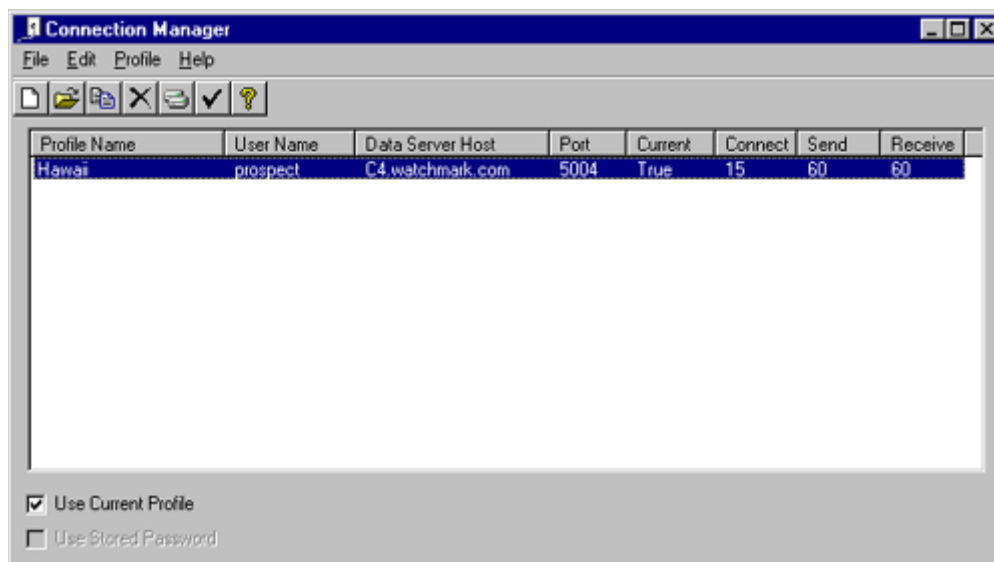 Connection Manager
File Edit Profile Help
Profile Name User Name Data Server Host Port Current Connect Send Receive
Hawaii prospect C4.watchmark.com 5004 True 15 60 60
Use Current Profile
Use Stored Password